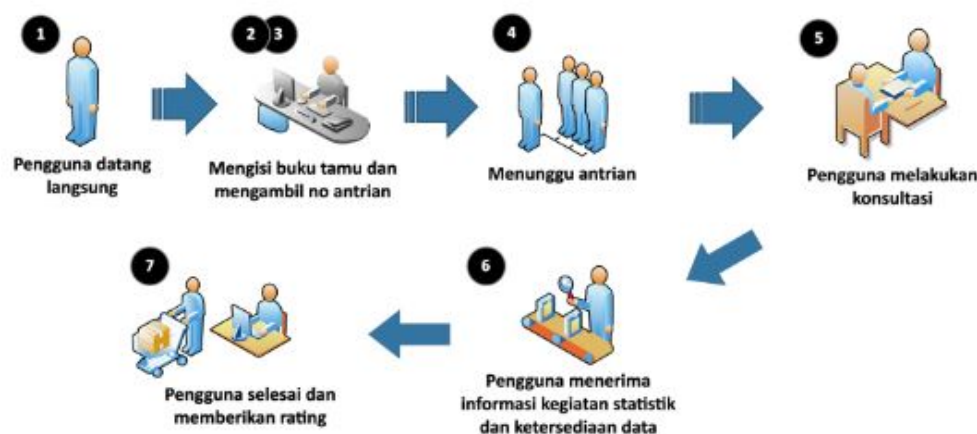 1
Pengguna datang
langsung
2 3
Mengisi buku tamu dan
mengambil no antrian
4
Menunggu antrian
5
Pengguna melakukan
konsultasi
6
Pengguna menerima
informasi kegiatan statistik
dan ketersediaan data
7
Pengguna selesai dan
memberikan rating